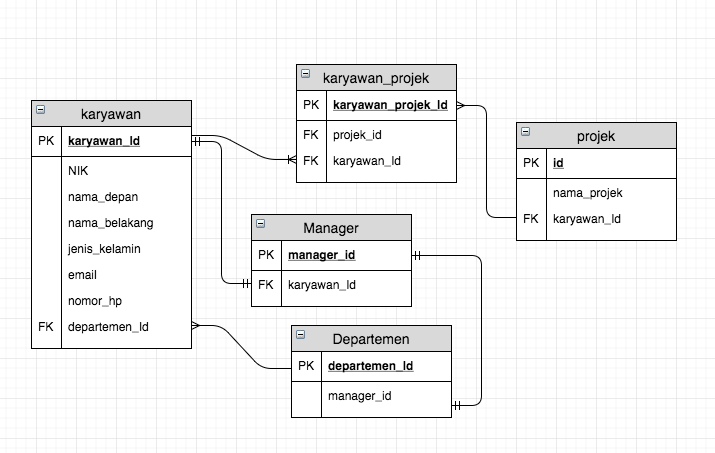 karyawan
PK karyawan_Id
NIK
nama_depan
nama_belakang
jenis_kelamin
email
nomor_hp
FK departemen_Id
karyawan_projek
PK karyawan_projek_Id
FK projek_id
FK karyawan_Id
projek
PK id
nama_projek
FK karyawan_Id
Manager
PK manager_id
FK karyawan_Id
Departemen
PK departemen_Id
manager_id